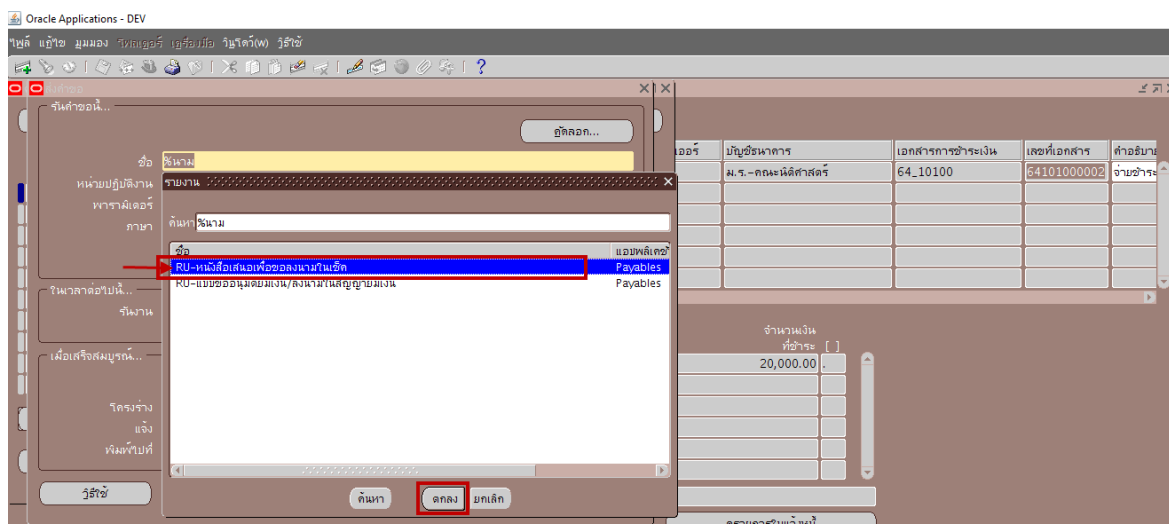 Oracle Applications - DEV
ไฟล์ แก้ไข มุมมอง โฟลเดอร์ เครื่องมือ วินโดว์(W) วิธีใช้
ส่งคำขอ
รันคำขอนี้...
คัดลอก...
ชื่อ %นาม
หน่วยปฏิบัติงาน
พารามิเตอร์
ภาษา
รายงาน
ค้นหา %นาม
ชื่อ แอปพลิเคชั
RU-หนังสือเสนอเพื่อขอลงนามในเช็ค Payables
RU-แบบขออนุมัติยืมเงิน/ลงนามในสัญญายืมเงิน Payables
ค้นหา ตกลง ยกเลิก
ในเวลาต่อไปนี้...
รันงาน
เมื่อเสร็จสมบูรณ์...
โครงร่าง
แจ้ง
พิมพ์ไปที่
วิธีใช้
เออร์ บัญชีธนาคาร เอกสารการชำระเงิน เลขที่เอกสาร คำอธิบาย
ม.ร.-คณะนิติศาสตร์ 64_10100 64101000002 จ่ายชำระ
จำนวนเงิน
ที่ชำระ [ ]
20,000.00 .